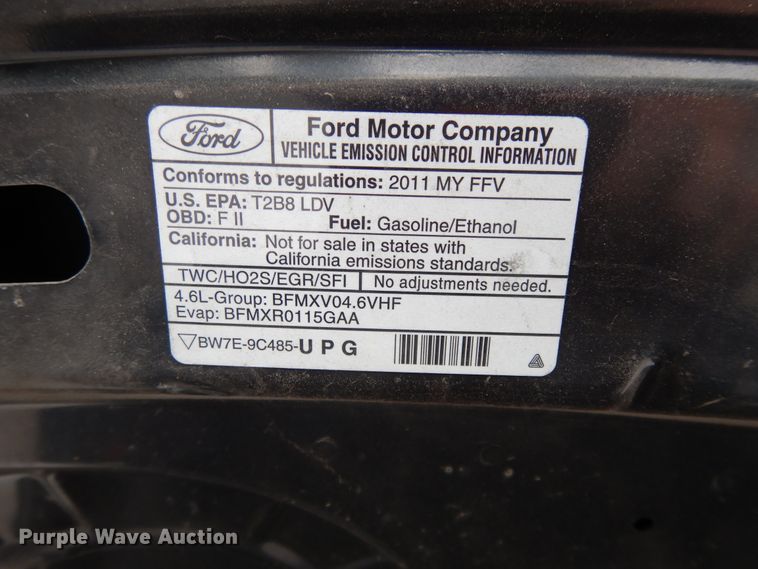 Ford
Ford Motor Company
VEHICLE EMISSION CONTROL INFORMATION
Conforms to regulations: 2011 MY FFV
U.S. EPA: T2B8 LDV
OBD: F II Fuel: Gasoline/Ethanol
California: Not for sale in states with
California emissions standards.
TWC/HO2S/EGR/SFI No adjustments needed.
4.6L-Group: BFMXV04.6VHF
Evap: BFMXR0115GAA
BW7E-9C485-U P G
Purple Wave Auction